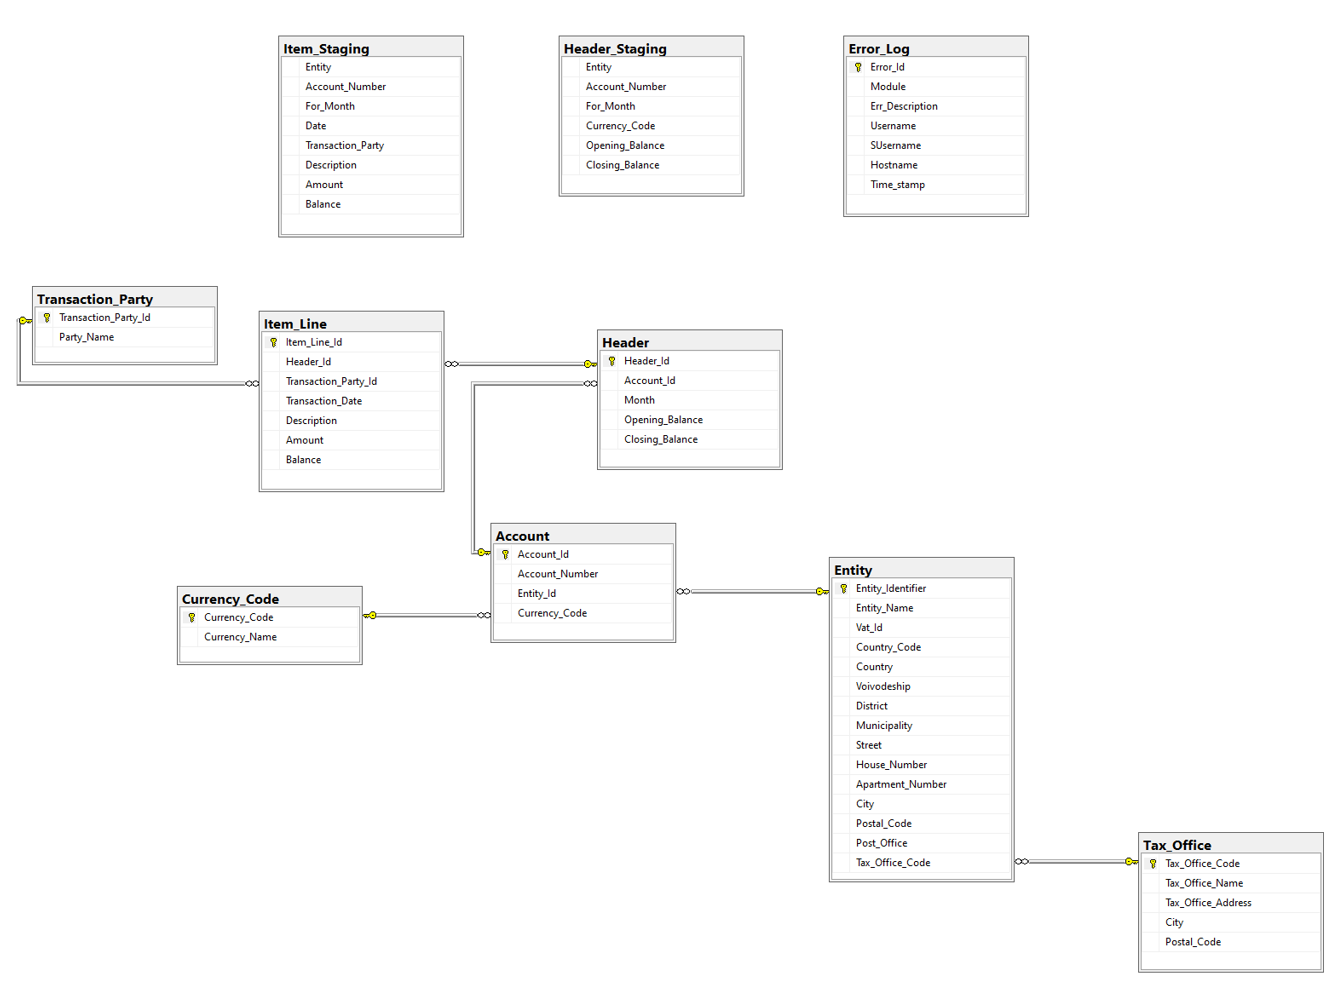 Item_Staging
Entity
Account_Number
For_Month
Date
Transaction_Party
Description
Amount
Balance
Header_Staging
Entity
Account_Number
For_Month
Currency_Code
Opening_Balance
Closing_Balance
Error_Log
Error_Id
Module
Err_Description
Username
SUsername
Hostname
Time_stamp
Transaction_Party
Transaction_Party_Id
Party_Name
Item_Line
Item_Line_Id
Header_Id
Transaction_Party_Id
Transaction_Date
Description
Amount
Balance
Header
Header_Id
Account_Id
Month
Opening_Balance
Closing_Balance
Account
Account_Id
Account_Number
Entity_Id
Currency_Code
Currency_Code
Currency_Code
Currency_Name
Entity
Entity_Identifier
Entity_Name
Vat_Id
Country_Code
Country
Voivodeship
District
Municipality
Street
House_Number
Apartment_Number
City
Postal_Code
Post_Office
Tax_Office_Code
Tax_Office
Tax_Office_Code
Tax_Office_Name
Tax_Office_Address
City
Postal_Code